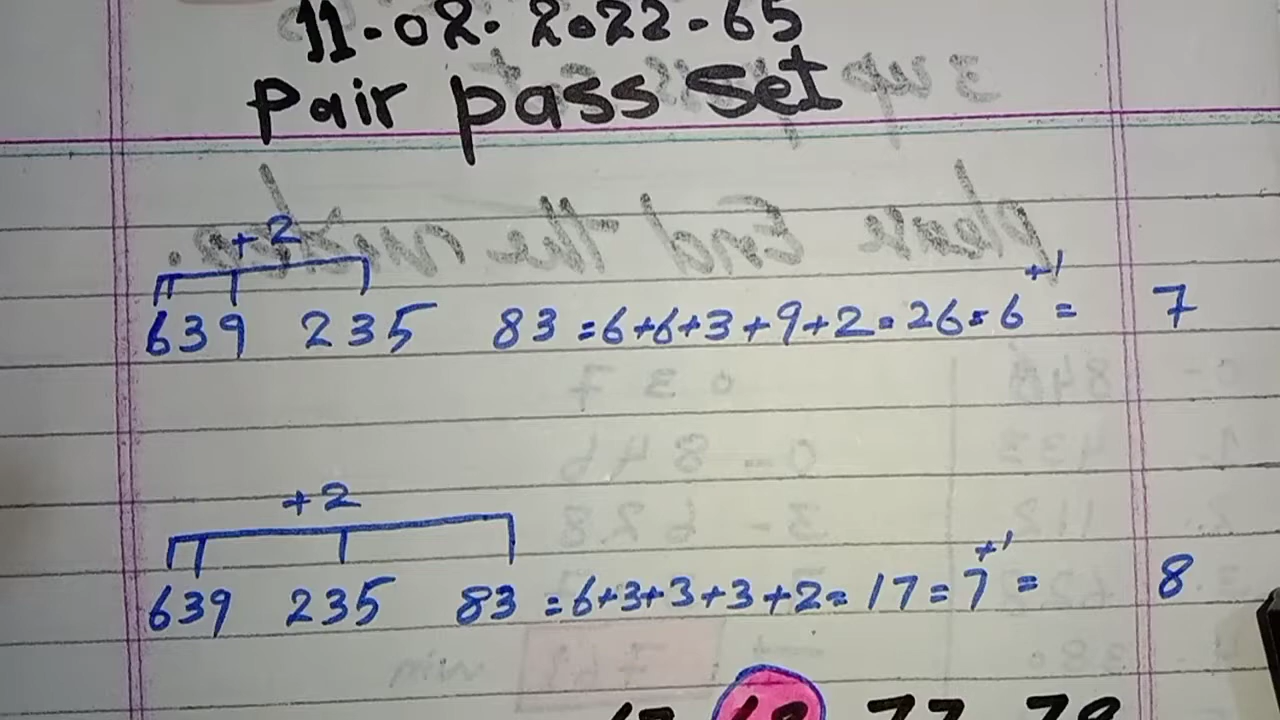 11-02-2022-65
Pair pass set
+2
+1
639 235 83 =6+6+3+9+2=26=6 = 7
+2
+1
639 235 83 =6+3+3+3+2=17=7 = 8